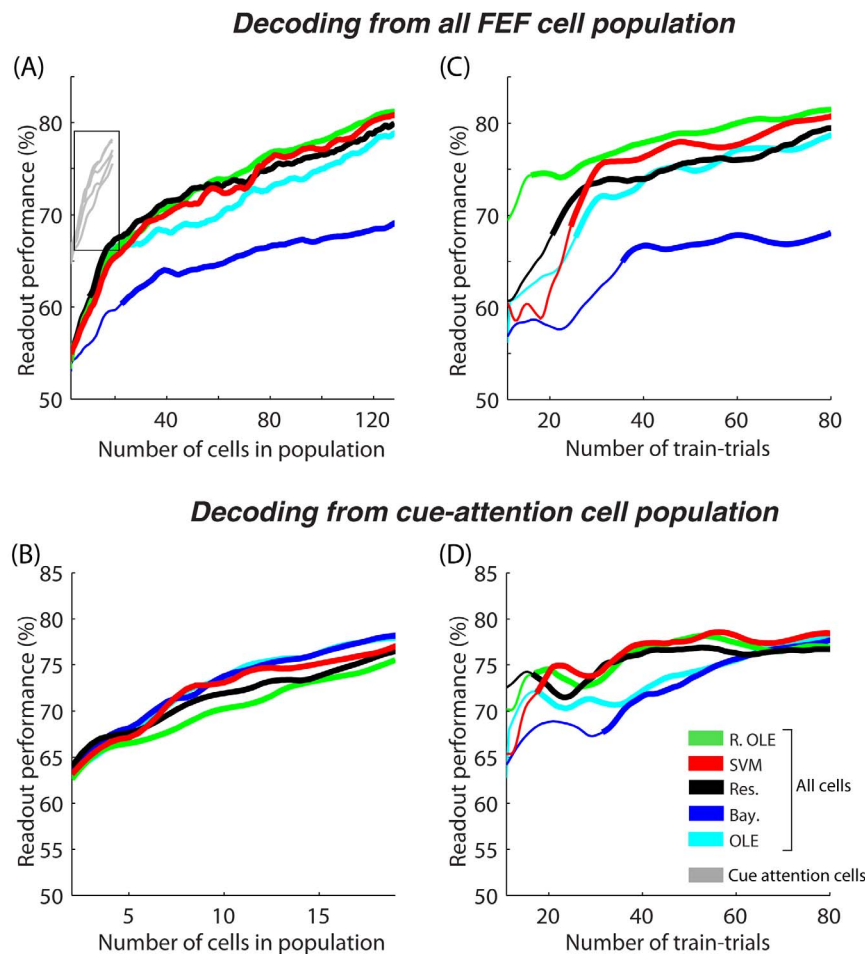 Decoding from all FEF cell population
(A)
Readout performance (%)
80
70
60
50
40
80
120
Number of cells in population
(C)
Readout performance (%)
80
70
60
50
20
40
60
80
Number of train-trials
Decoding from cue-attention cell population
(B)
Readout performance (%)
85
80
75
70
65
60
55
50
5
10
15
Number of cells in population
(D)
Readout performance (%)
85
80
75
70
65
60
55
50
20
40
60
80
Number of train-trials
R. OLE
SVM
Res.
Bay.
OLE
All cells
Cue attention cells